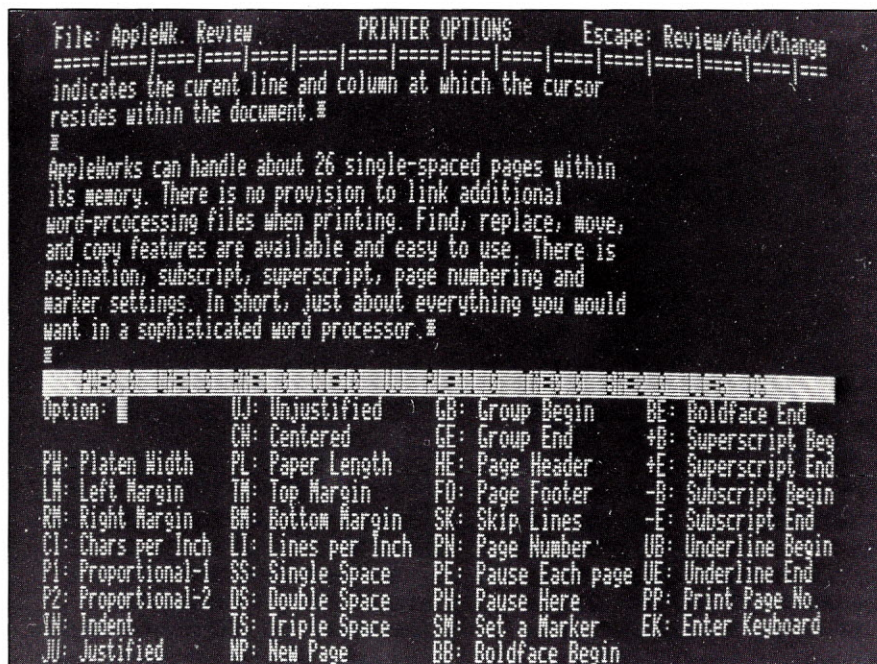 File: AppleWk. Review PRINTER OPTIONS Escape: Review/Add/Change
=====|====|====|====|====|====|====|====|====|====|====|====|====|====|====|===
indicates the curent line and column at which the cursor
resides within the document.
AppleWorks can handle about 26 single-spaced pages within
its memory. There is no provision to link additional
word-prcocessing files when printing. Find, replace, move,
and copy features are available and easy to use. There is
pagination, subscript, superscript, page numbering and
marker settings. In short, just about everything you would
want in a sophisticated word processor.
Option: UJ: Unjustified GB: Group Begin BE: Boldface End
CN: Centered GE: Group End +B: Superscript Beg
PW: Platen Width PL: Paper Length HE: Page Header +E: Superscript End
LM: Left Margin TM: Top Margin FO: Page Footer -B: Subscript Begin
RM: Right Margin BM: Bottom Margin SK: Skip Lines -E: Subscript End
CI: Chars per Inch LI: Lines per Inch PN: Page Number UB: Underline Begin
P1: Proportional-1 SS: Single Space PE: Pause Each page UE: Underline End
P2: Proportional-2 DS: Double Space PH: Pause Here PP: Print Page No.
IN: Indent TS: Triple Space SM: Set a Marker EK: Enter Keyboard
JU: Justified NP: New Page BB: Boldface Begin